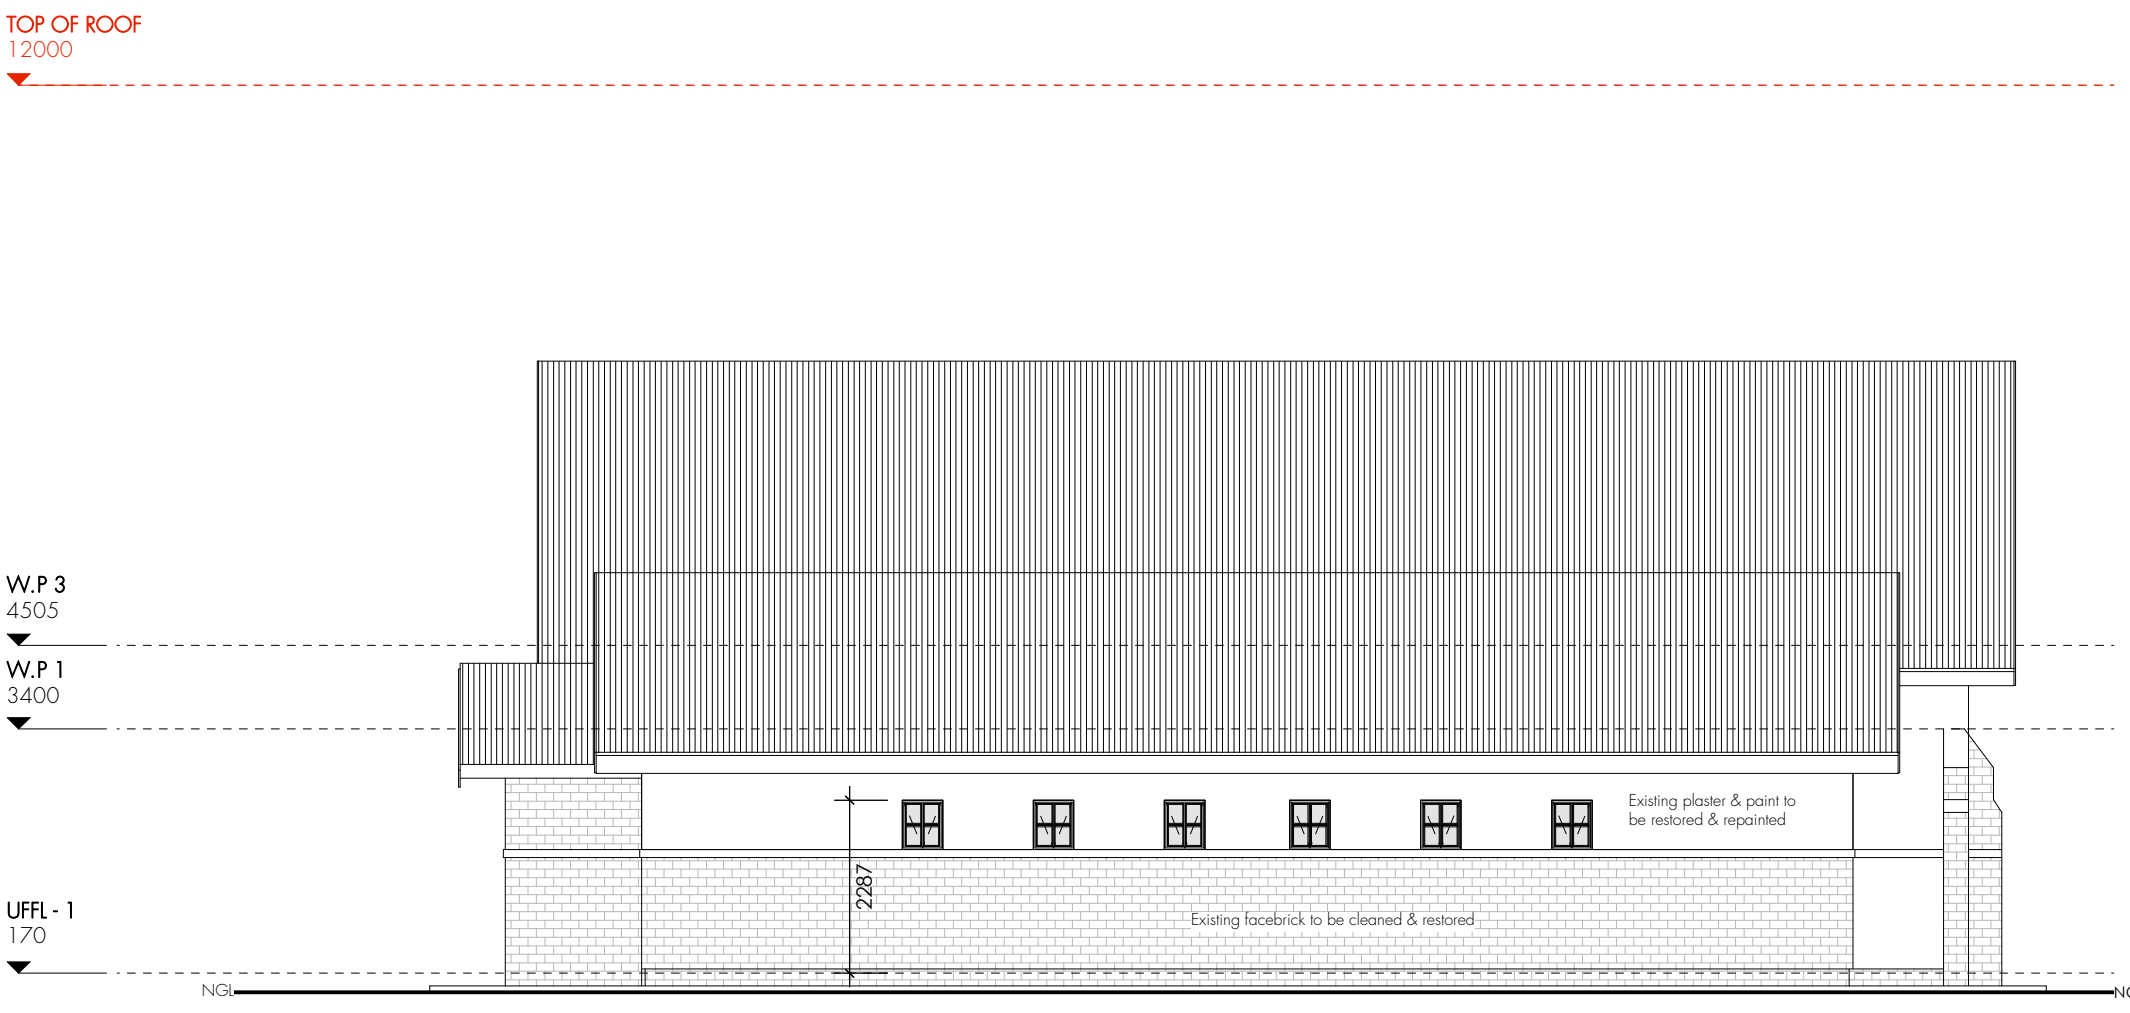 TOP OF ROOF
12000
W.P 3
4505
W.P 1
3400
Existing plaster & paint to
be restored & repainted
2287
UFFL - 1
170
Existing facebrick to be cleaned & restored
NGL